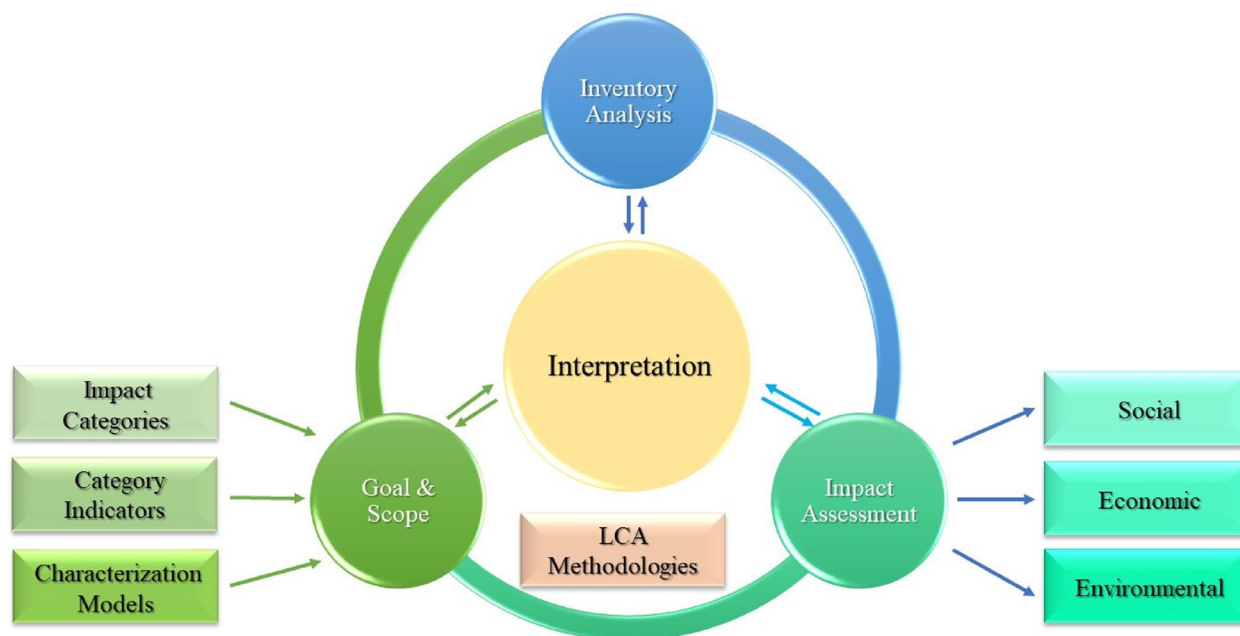 Inventory
Analysis
Interpretation
Impact
Categories
Category
Indicators
Characterization
Models
Goal &
Scope
LCA
Methodologies
Impact
Assessment
Social
Economic
Environmental